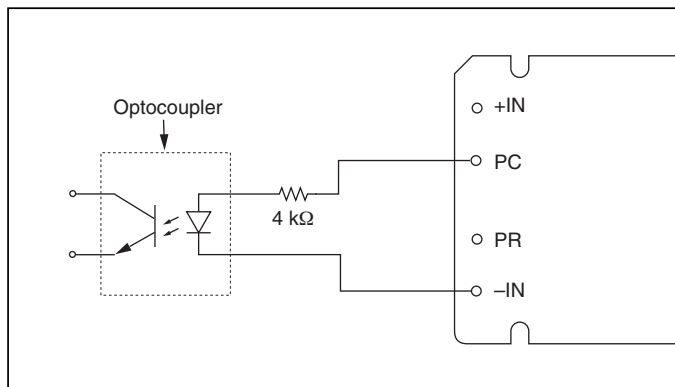 Optocoupler
4 kΩ
+IN
PC
PR
–IN